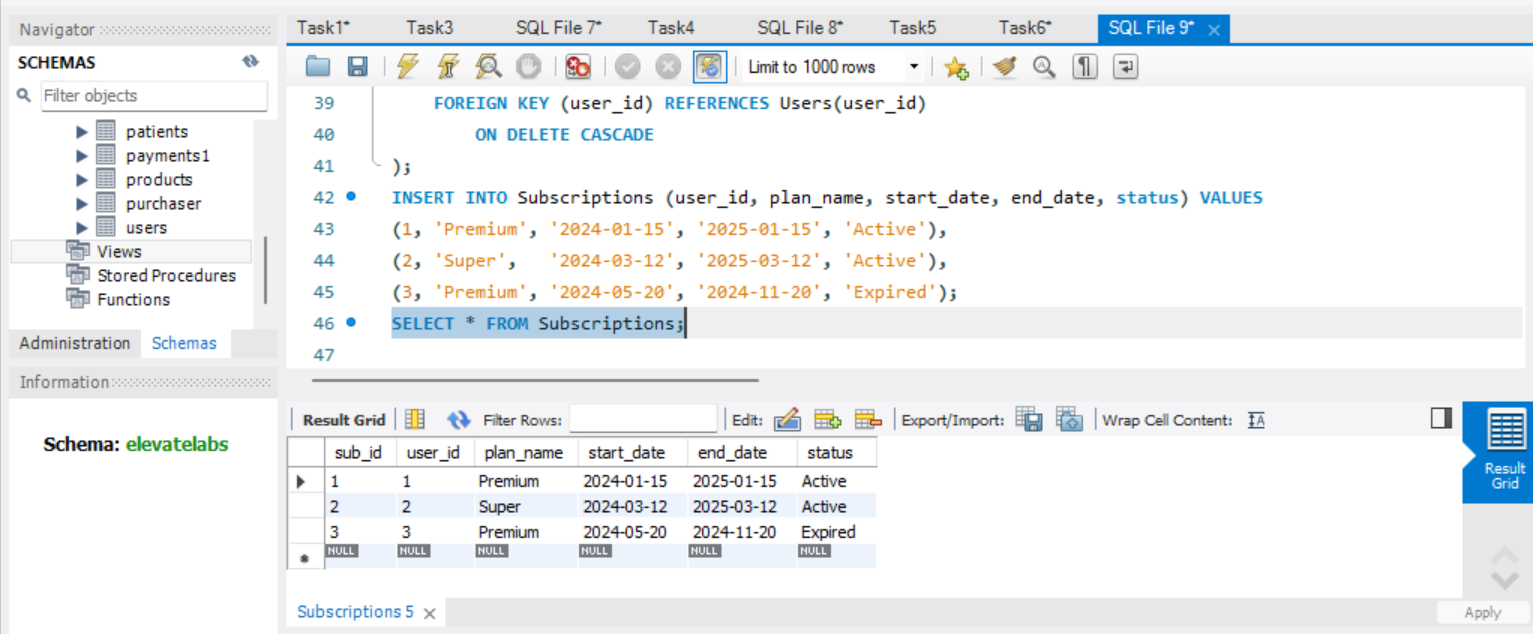 Navigator
SCHEMAS
Filter objects
patients
payments1
products
purchaser
users
Views
Stored Procedures
Functions
Administration Schemas
Information
Schema: elevatelabs
Task1* Task3 SQL File 7* Task4 SQL File 8* Task5 Task6* SQL File 9*
Limit to 1000 rows
39 FOREIGN KEY (user_id) REFERENCES Users(user_id)
40 ON DELETE CASCADE
41 );
42 INSERT INTO Subscriptions (user_id, plan_name, start_date, end_date, status) VALUES
43 (1, 'Premium', '2024-01-15', '2025-01-15', 'Active'),
44 (2, 'Super', '2024-03-12', '2025-03-12', 'Active'),
45 (3, 'Premium', '2024-05-20', '2024-11-20', 'Expired');
46 SELECT * FROM Subscriptions;
47
Result Grid Filter Rows: Edit: Export/Import: Wrap Cell Content: IA
sub_id user_id plan_name start_date end_date status
1 1 Premium 2024-01-15 2025-01-15 Active
2 2 Super 2024-03-12 2025-03-12 Active
3 3 Premium 2024-05-20 2024-11-20 Expired
NULL NULL NULL NULL NULL NULL
Result
Grid
Subscriptions 5
Apply